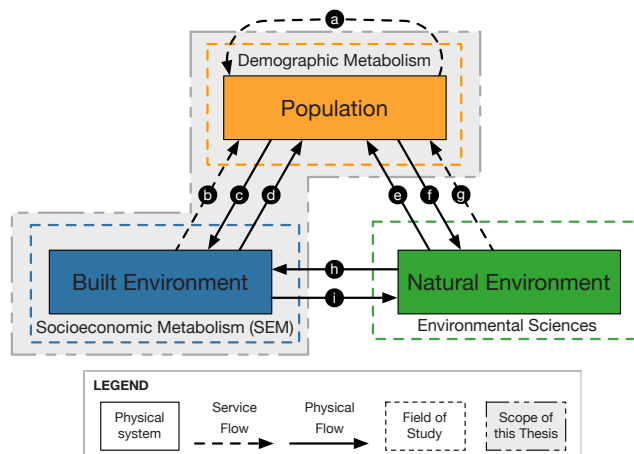 a
Demographic Metabolism
Population
b c d e f g
Built Environment
h
Natural Environment
i
Socioeconomic Metabolism (SEM)
Environmental Sciences
LEGEND
Physical system
Service Flow
Physical Flow
Field of Study
Scope of this Thesis